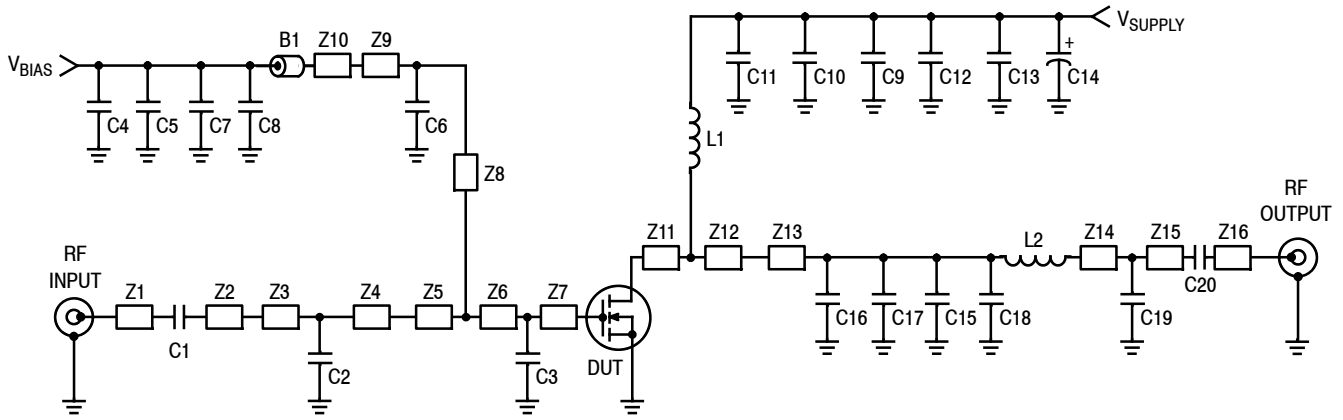 B1
Z10
Z9
V_BIAS
C4
C5
C7
C8
C6
Z8
V_SUPPLY
+
C11
C10
C9
C12
C13
C14
L1
RF
INPUT
Z1
C1
Z2
Z3
Z4
Z5
Z6
Z7
C2
C3
DUT
Z11
Z12
Z13
L2
Z14
Z15
Z16
C16
C17
C15
C18
C19
C20
RF
OUTPUT